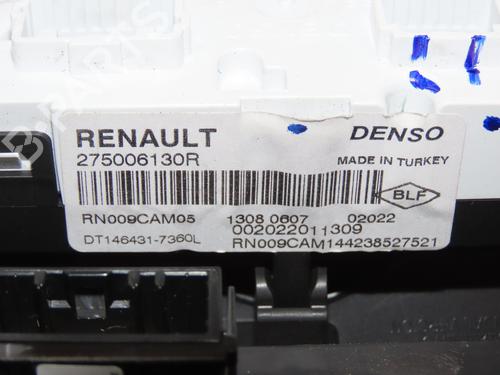 RENAULT
DENSO
275006130R
MADE IN TURKEY
BLF
RN009CAM05 1308 0607 02022
002022011309
DT146431-7360L
RN009CAM144238527521